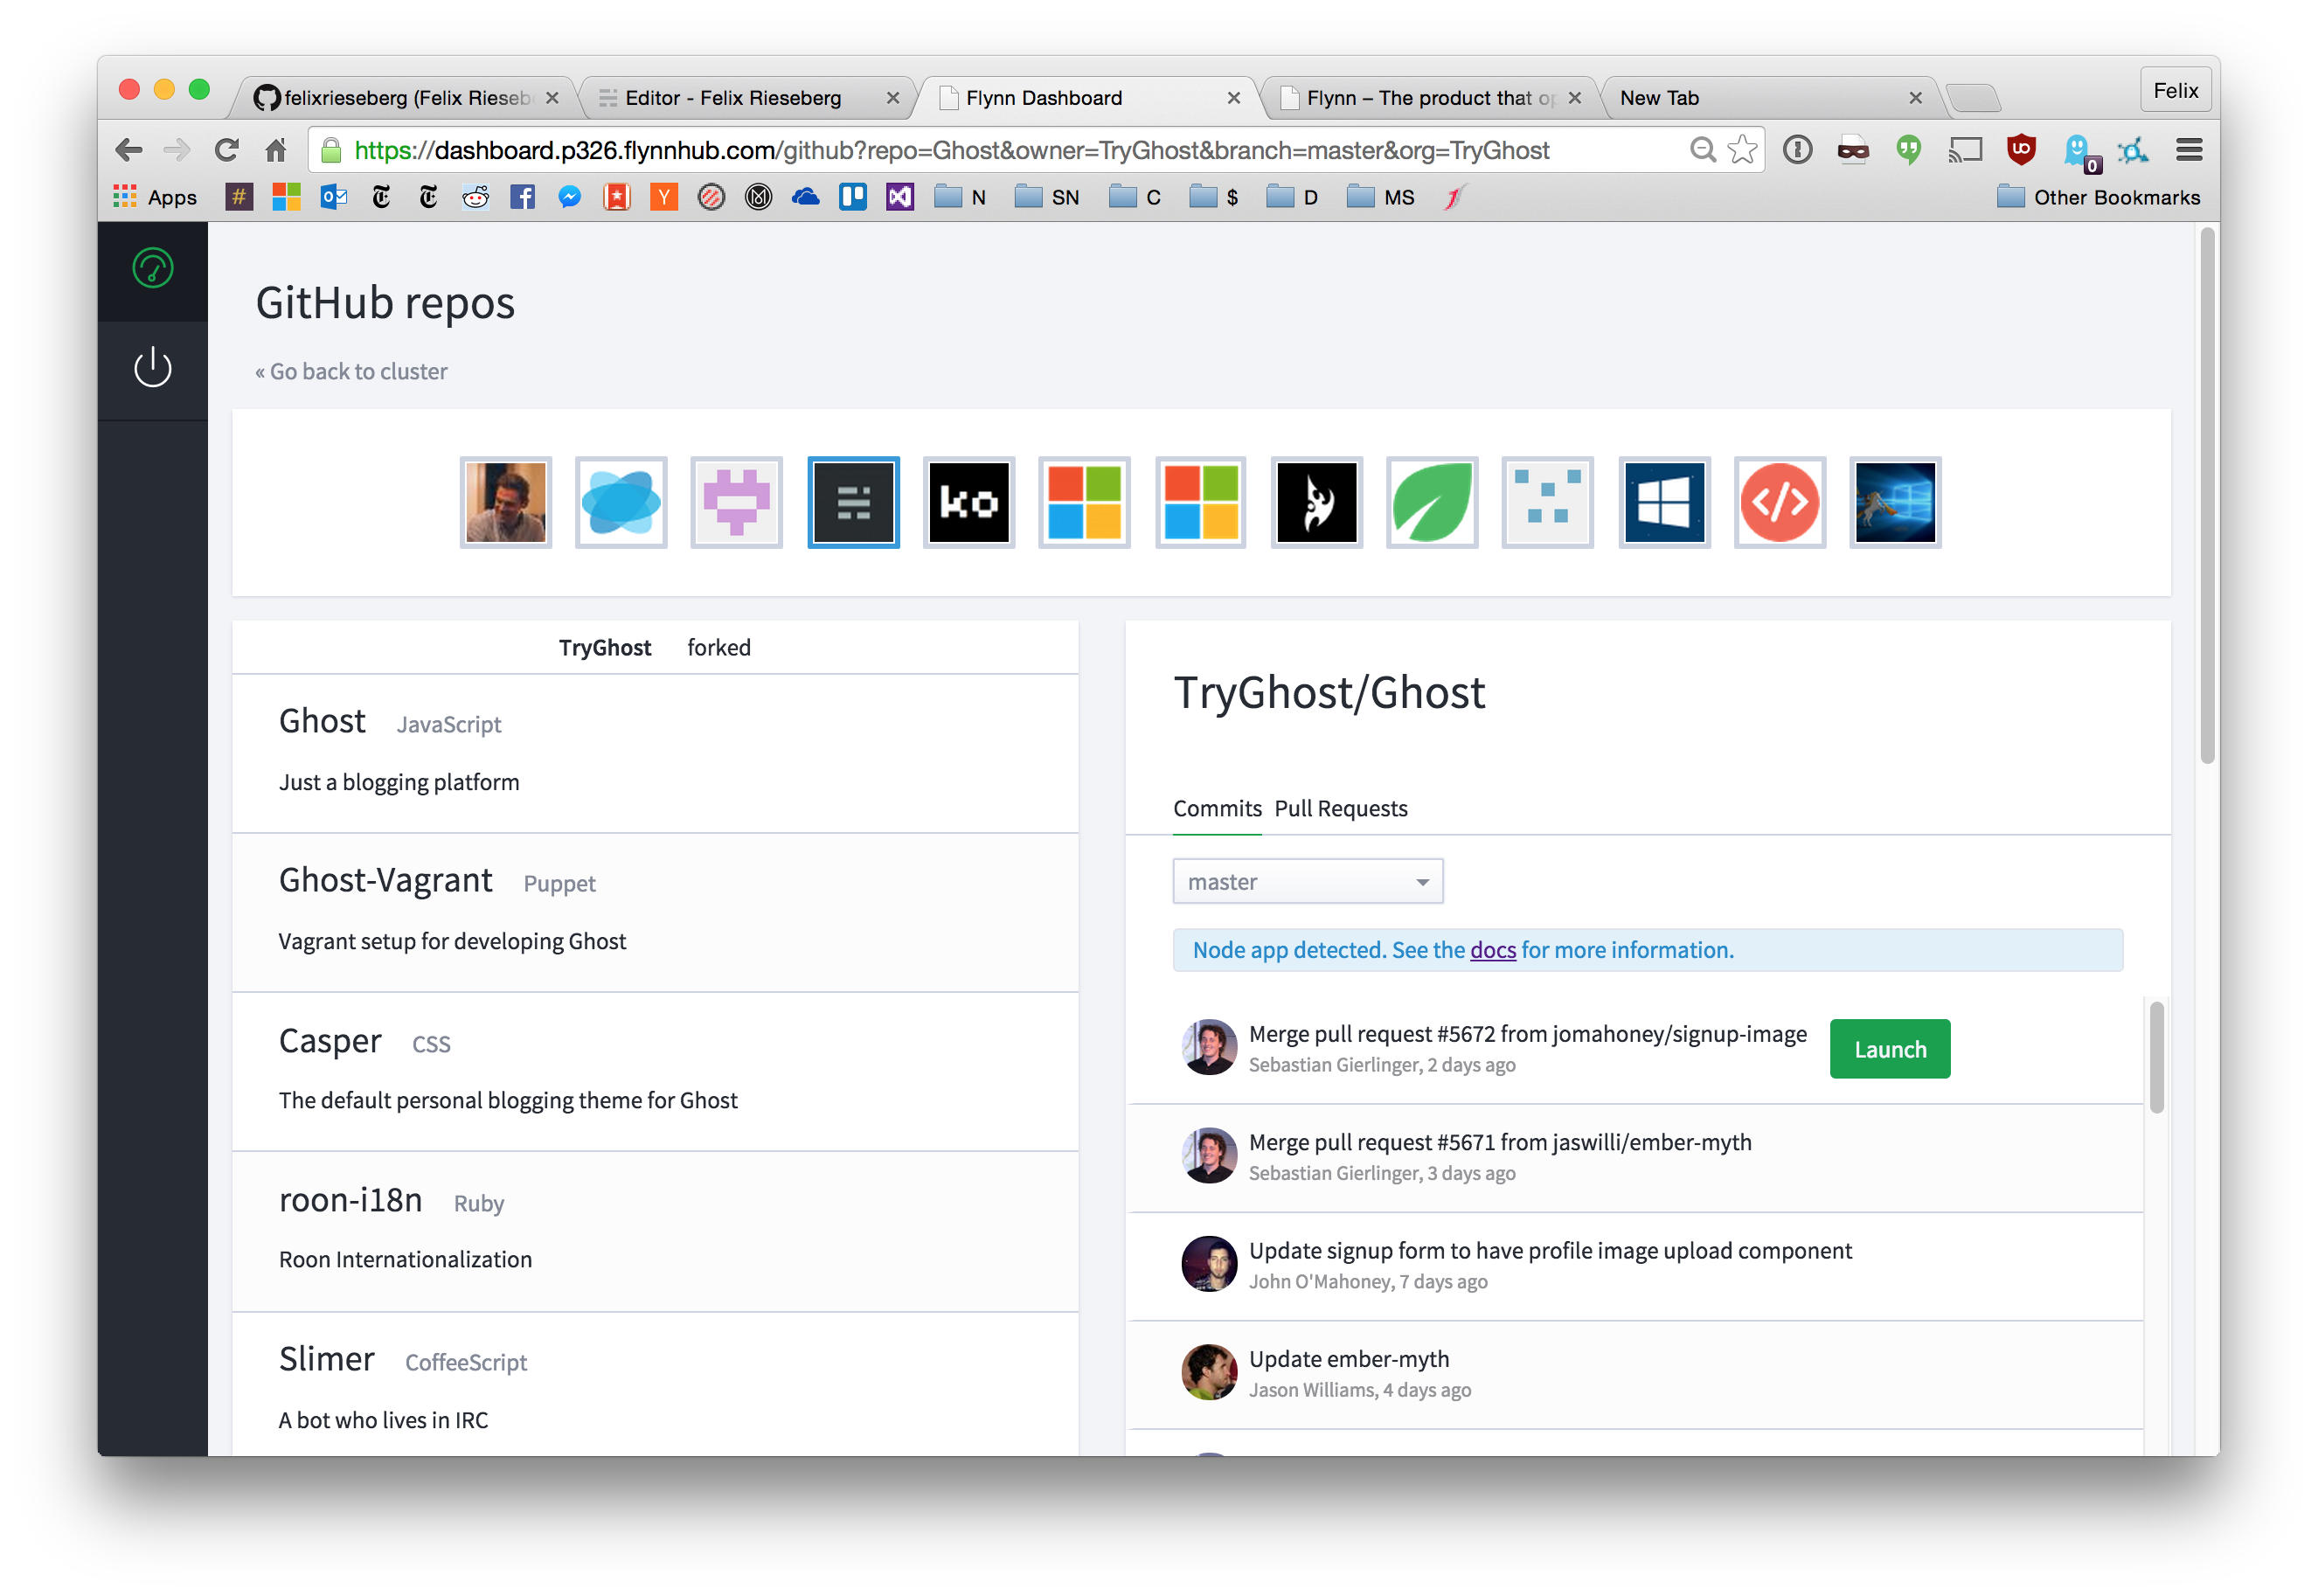 felixrieseberg (Felix Rieseb
Editor - Felix Rieseberg
Flynn Dashboard
Flynn – The product that op
New Tab
Felix
https://dashboard.p326.flynnhub.com/github?repo=Ghost&owner=TryGhost&branch=master&org=TryGhost
Apps
N
SN
C
$
D
MS
Other Bookmarks
GitHub repos
« Go back to cluster
ko
TryGhost forked
Ghost JavaScript
Just a blogging platform
Ghost-Vagrant Puppet
Vagrant setup for developing Ghost
Casper CSS
The default personal blogging theme for Ghost
roon-i18n Ruby
Roon Internationalization
Slimer CoffeeScript
A bot who lives in IRC
TryGhost/Ghost
Commits Pull Requests
master
Node app detected. See the docs for more information.
Merge pull request #5672 from jomahoney/signup-image
Sebastian Gierlinger, 2 days ago
Launch
Merge pull request #5671 from jaswilli/ember-myth
Sebastian Gierlinger, 3 days ago
Update signup form to have profile image upload component
John O'Mahoney, 7 days ago
Update ember-myth
Jason Williams, 4 days ago